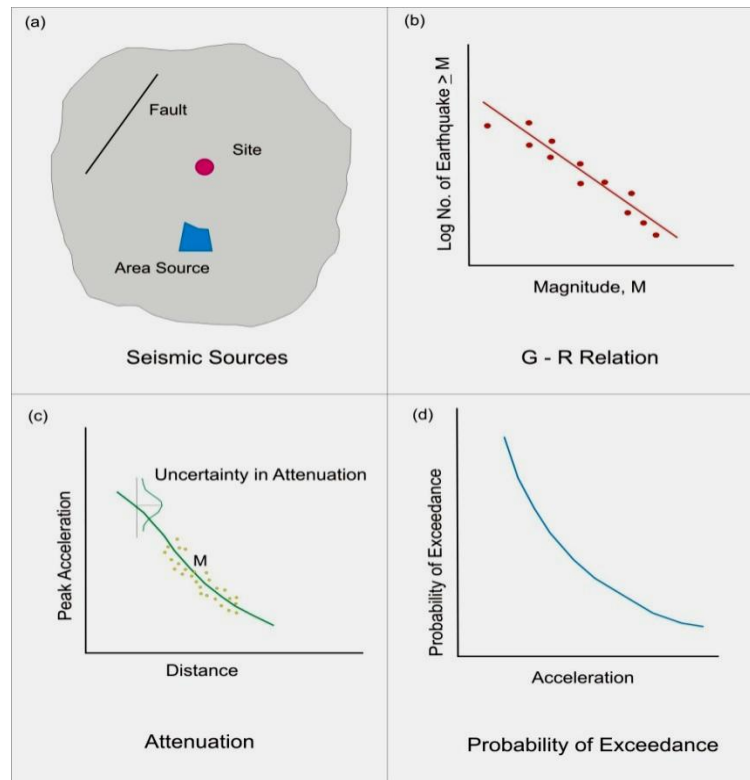 (a)
Fault
Site
Area Source
Seismic Sources
(b)
Log No. of Earthquake ≥ M
Magnitude, M
G - R Relation
(c)
Uncertainty in Attenuation
M
Peak Acceleration
Distance
Attenuation
(d)
Probability of Exceedance
Acceleration
Probability of Exceedance